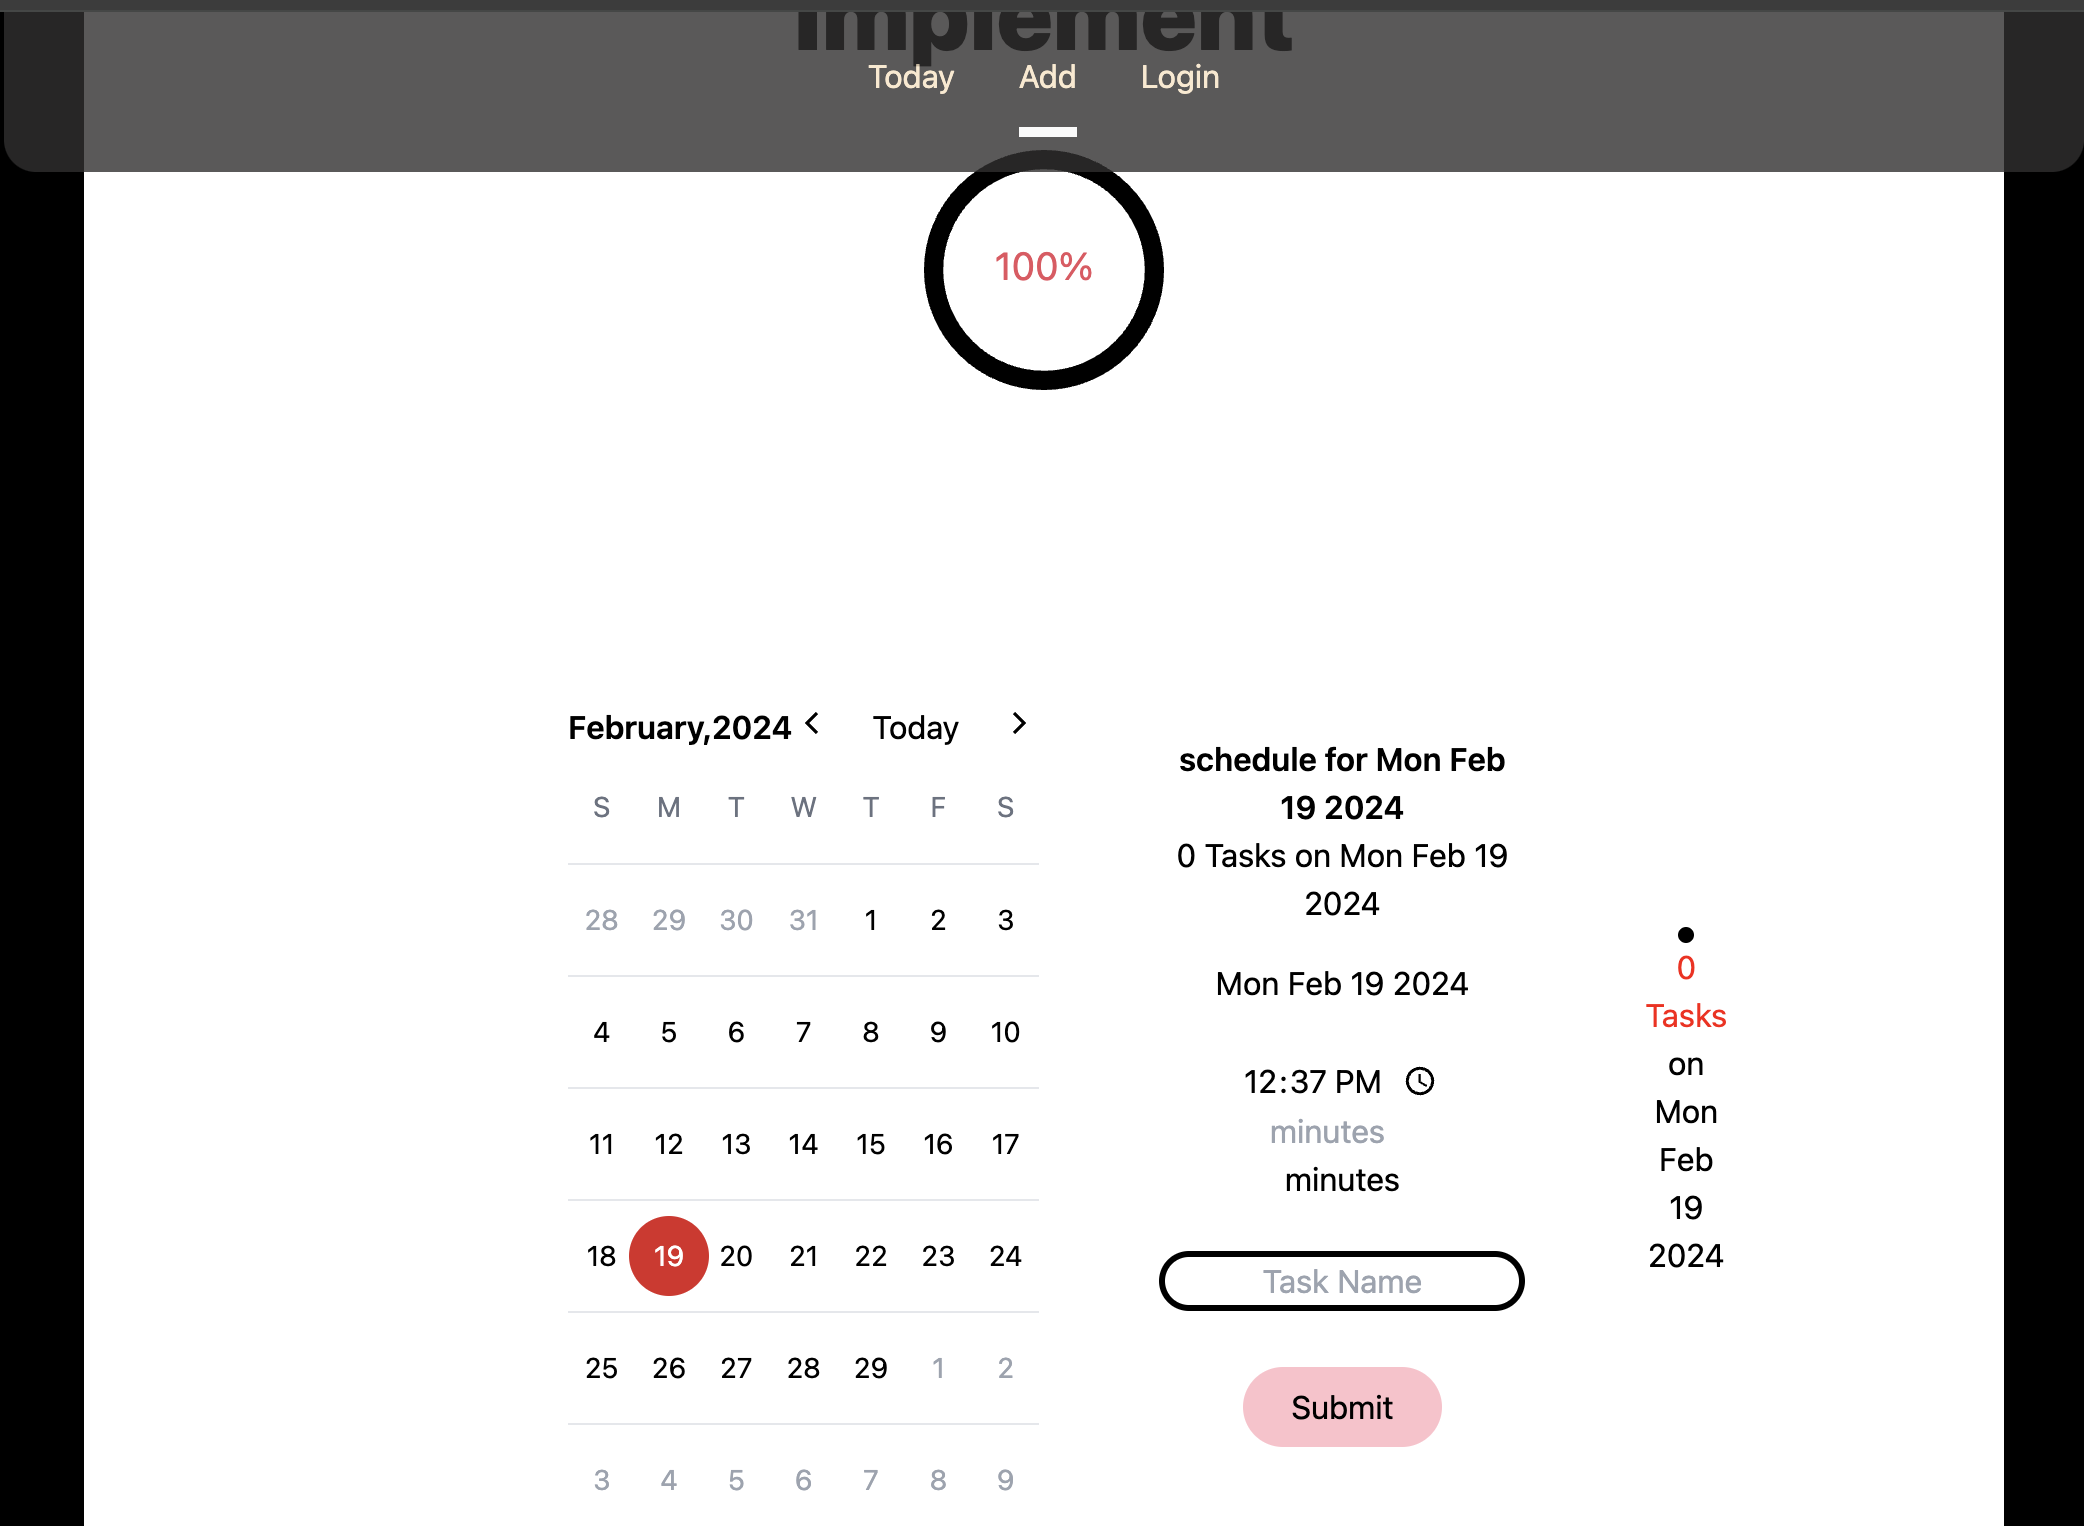 Implement
Today Add Login
100%
February,2024 < Today >
S M T W T F S
28 29 30 31 1 2 3
4 5 6 7 8 9 10
11 12 13 14 15 16 17
18 19 20 21 22 23 24
25 26 27 28 29 1 2
3 4 5 6 7 8 9
schedule for Mon Feb
19 2024
0 Tasks on Mon Feb 19
2024
Mon Feb 19 2024
12:37 PM
minutes
minutes
Task Name
Submit
0
Tasks
on
Mon
Feb
19
2024